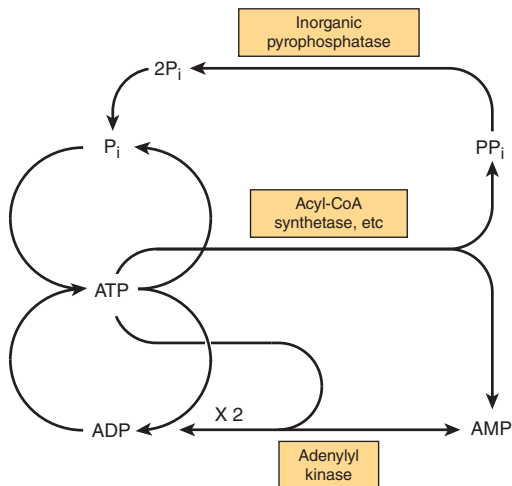 Inorganic
pyrophosphatase
2Pi
Pi
PPi
Acyl-CoA
synthetase, etc
ATP
X 2
ADP
AMP
Adenylyl
kinase